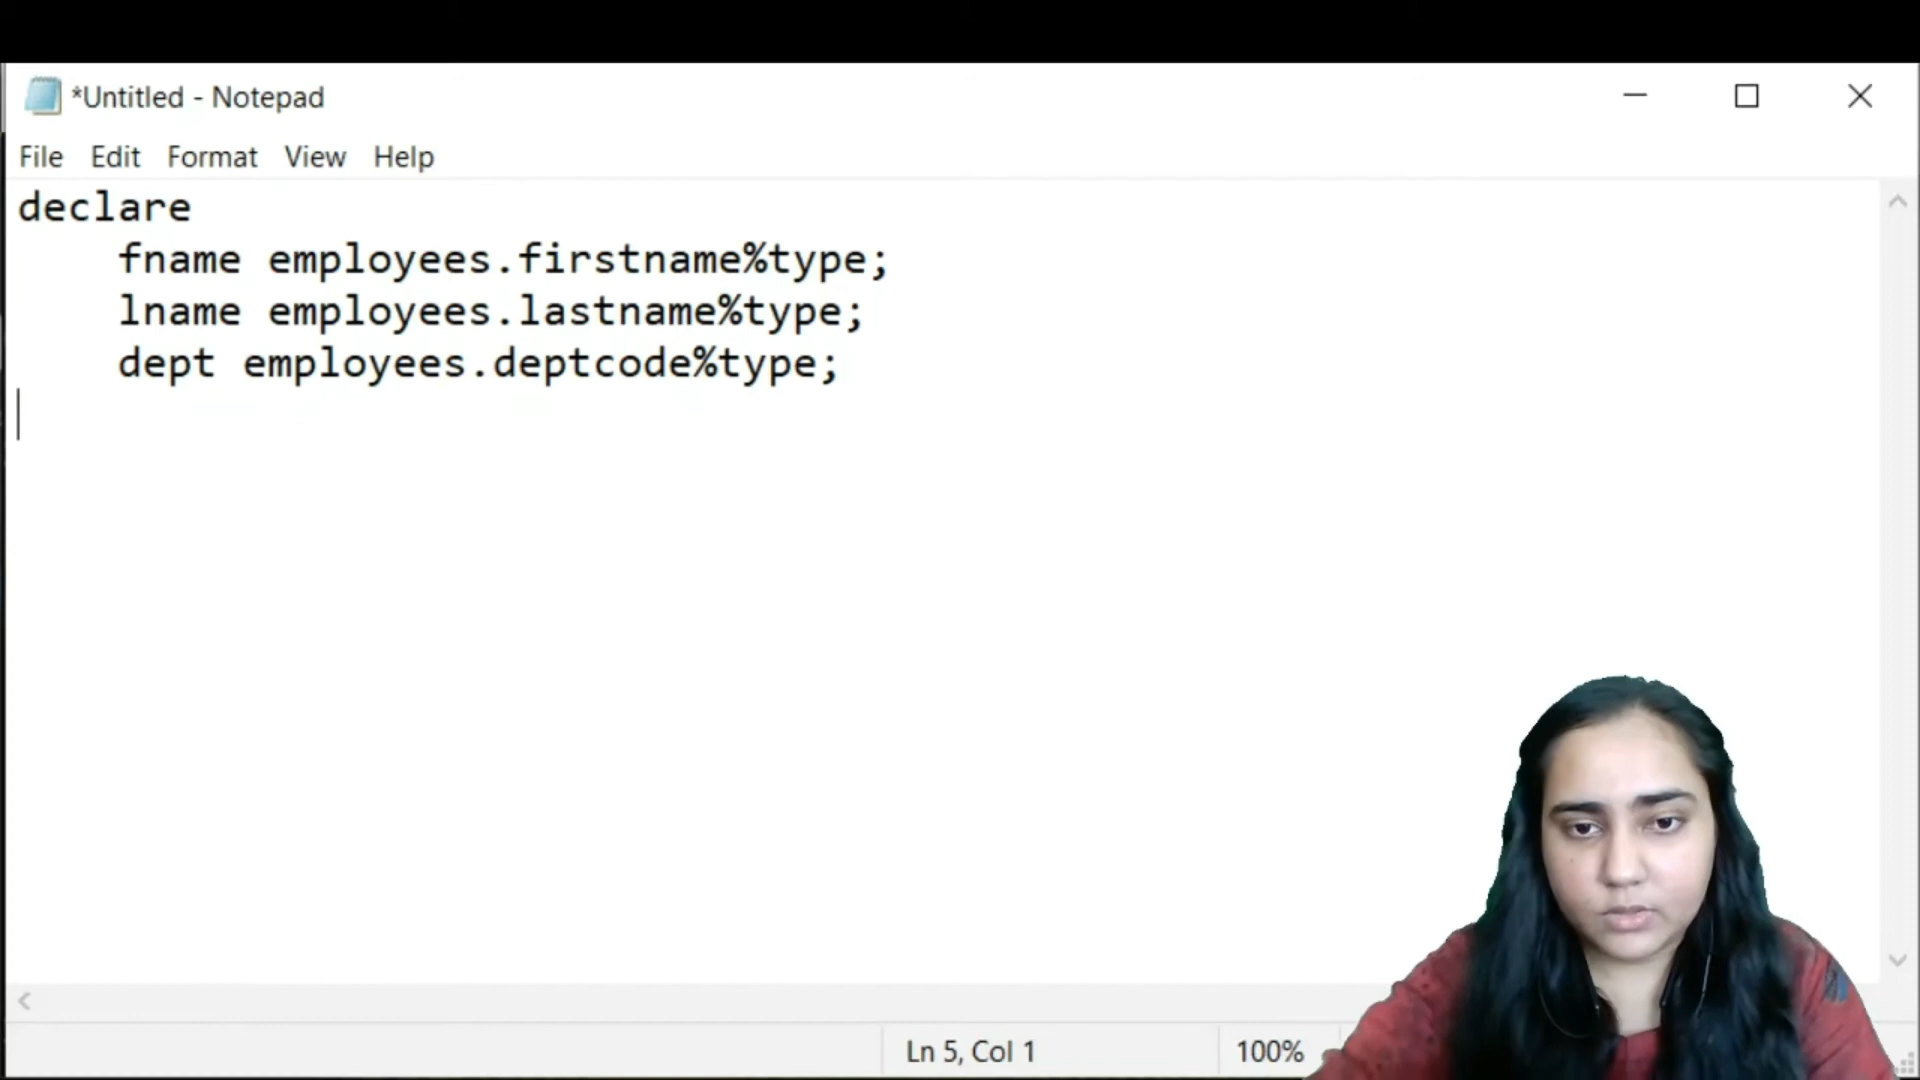 *Untitled - Notepad
File Edit Format View Help
declare
fname employees.firstname%type;
lname employees.lastname%type;
dept employees.deptcode%type;
Ln 5, Col 1
100%